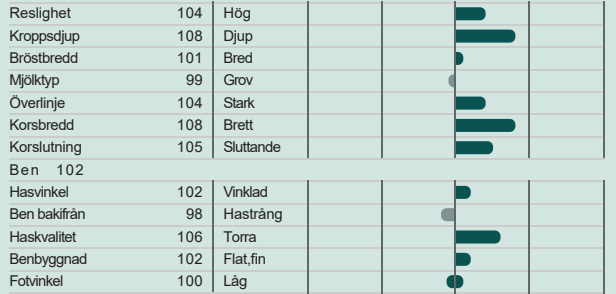 Reslighet 104 Hög
Kroppsdjup 108 Djup
Bröstbredd 101 Bred
Mjölktyp 99 Grov
Överlinje 104 Stark
Korsbredd 108 Brett
Korslutning 105 Sluttande
Ben 102
Hasvinkel 102 Vinklad
Ben bakifrån 98 Hastrång
Haskvalitet 106 Torra
Benbyggnad 102 Flat,fin
Fotvinkel 100 Låg